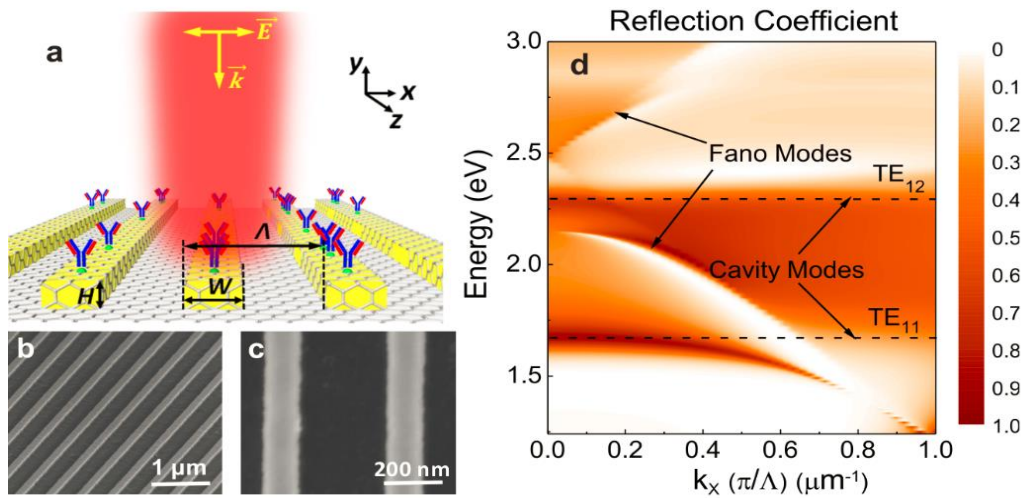 a
E
k
y
x
z
Λ
H
W
b
1 μm
c
200 nm
Reflection Coefficient
d
3.0
2.5
2.0
1.5
Energy (eV)
Fano Modes
TE12
Cavity Modes
TE11
0.0 0.2 0.4 0.6 0.8 1.0
kX (π/Λ) (μm⁻¹)
0
0.1
0.2
0.3
0.4
0.5
0.6
0.7
0.8
0.9
1.0